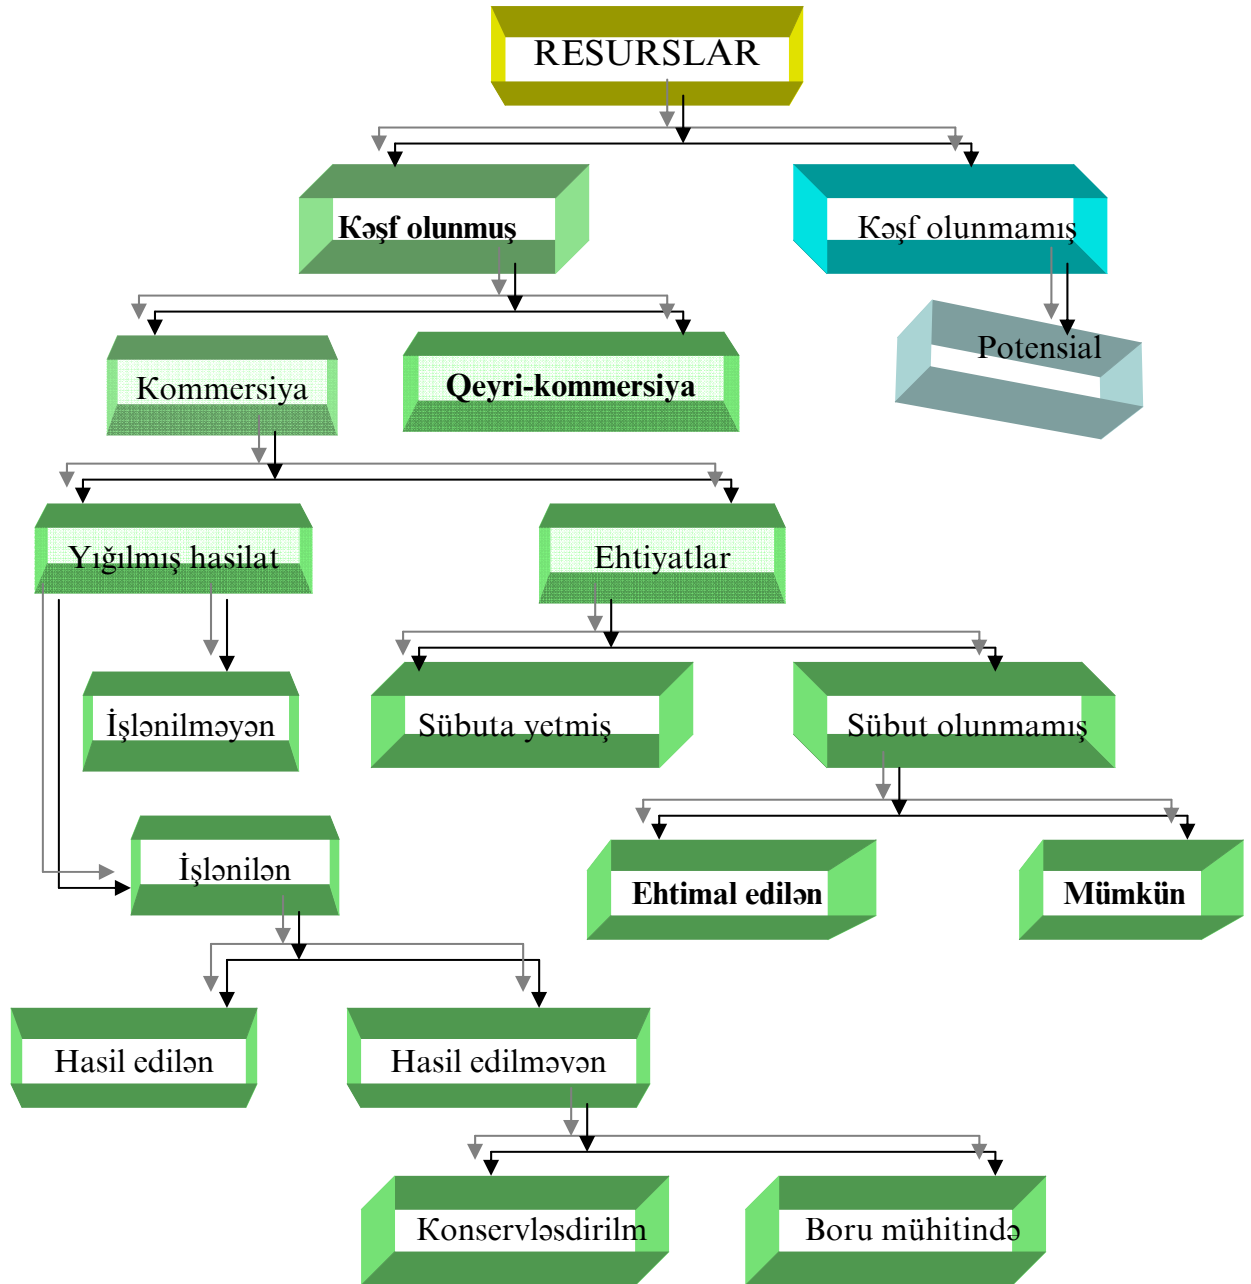 RESURSLAR
Kəşf olunmuş
Kəşf olunmamış
Potensial
Kommersiya
Qeyri-kommersiya
Yığılmış hasilat
Ehtiyatlar
İşlənilməyən
Sübuta yetmiş
Sübut olunmamış
İşlənilən
Ehtimal edilən
Mümkün
Hasil edilən
Hasil edilməvən
Konservləsdirilm
Boru mühitində